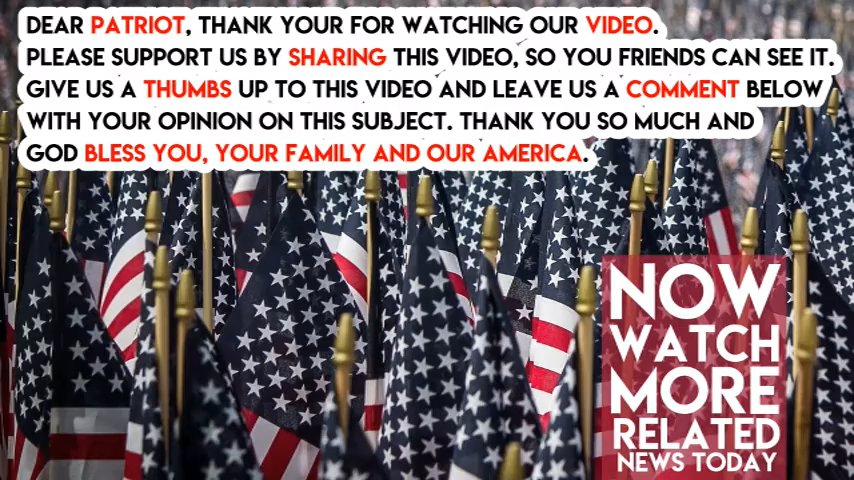 DEAR PATRIOT, THANK YOUR FOR WATCHING OUR VIDEO.
PLEASE SUPPORT US BY SHARING THIS VIDEO, SO YOU FRIENDS CAN SEE IT.
GIVE US A THUMBS UP TO THIS VIDEO AND LEAVE US A COMMENT BELOW
WITH YOUR OPINION ON THIS SUBJECT. THANK YOU SO MUCH AND
GOD BLESS YOU, YOUR FAMILY AND OUR AMERICA.
NOW
WATCH
MORE
RELATED
NEWS TODAY